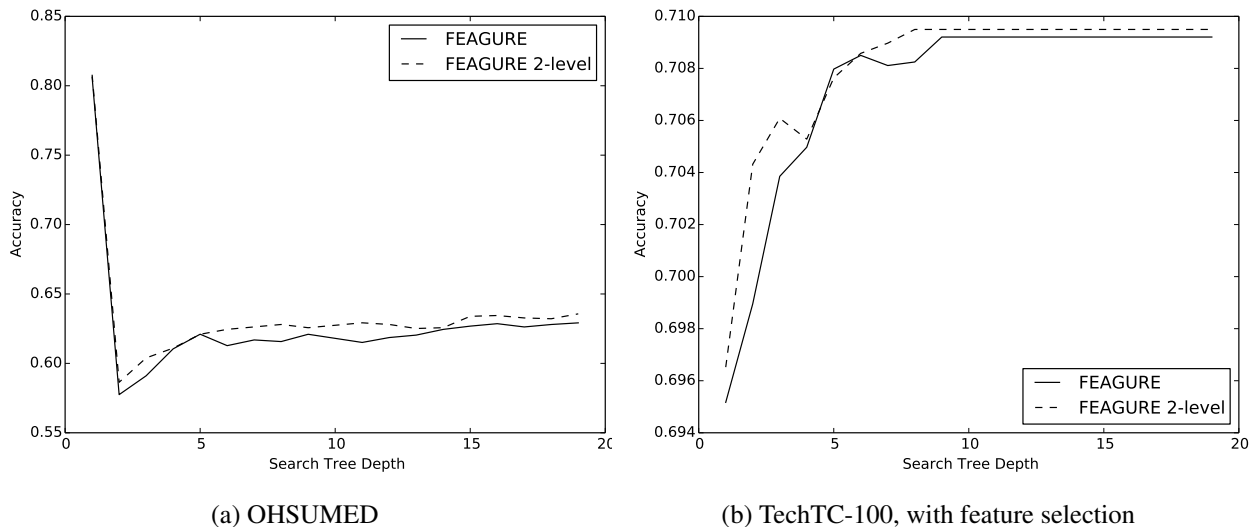 0.85
0.80
0.75
0.70
0.65
0.60
0.55
Accuracy
FEAGURE
FEAGURE 2-level
0 5 10 15 20
Search Tree Depth
(a) OHSUMED
0.710
0.708
0.706
0.704
0.702
0.700
0.698
0.696
0.694
Accuracy
FEAGURE
FEAGURE 2-level
0 5 10 15 20
Search Tree Depth
(b) TechTC-100, with feature selection